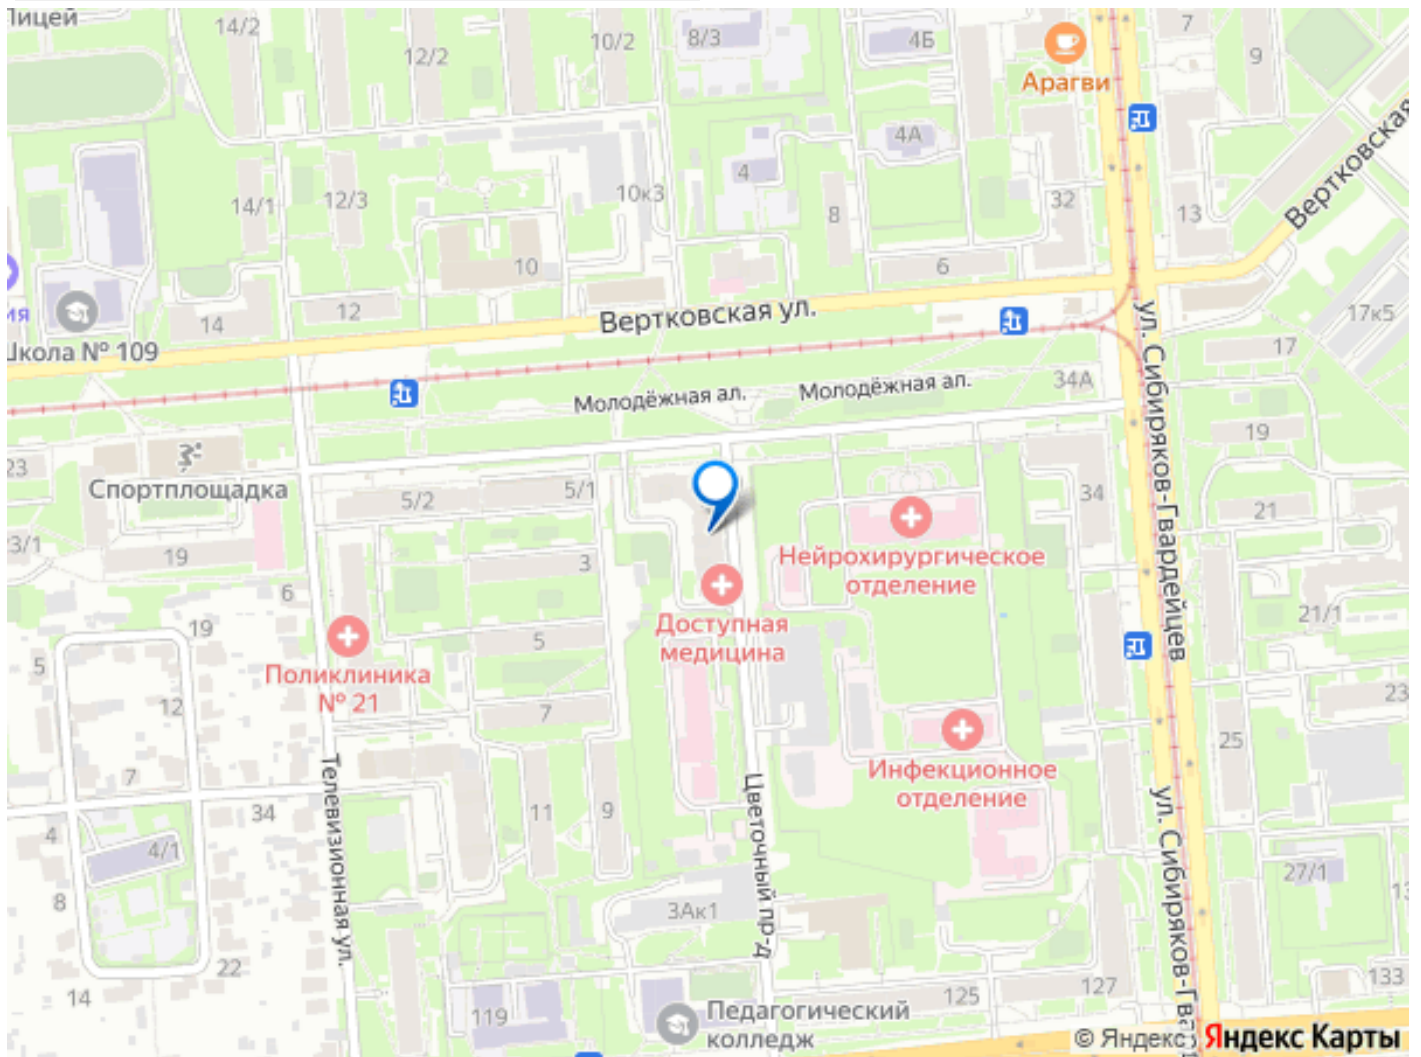 Лицей
14/2
12/2
10/2
8/3
4Б
7
9
Арагви
Вертковская
4А
4
14/1
12/3
10к3
8
32
13
10
6
ия
12
14
Вертковская ул.
17к5
Школа № 109
17
34А
Молодёжная ал.
Молодёжная ал.
ул. Сибиряков-Гвардейцев
19
23
Спортплощадка
5/2
5/1
34
21
3/1
19
3
Нейрохирургическое
отделение
6
19
5
Доступная
медицина
21/1
5
Поликлиника
№ 21
12
7
23
25
7
Инфекционное
отделение
Телевизионная ул.
Цветочный пр-д
ул. Сибиряков-Гва
34
11
9
4
4/1
27/1
8
3Ак1
13
22
14
119
Педагогический
колледж
125
127
133
© Яндекс
Яндекс Карты